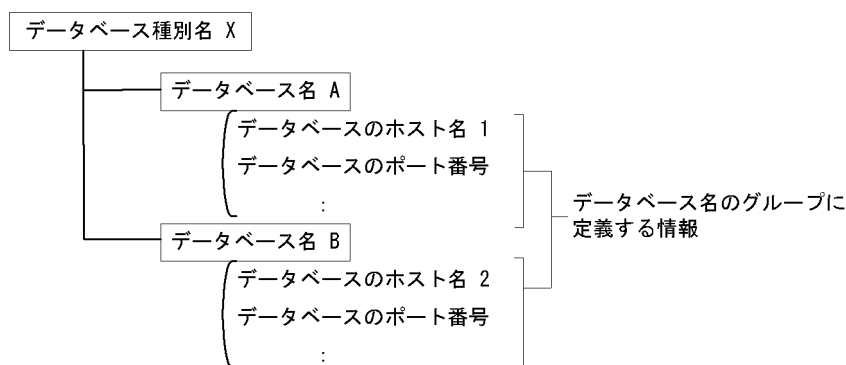 データベース種別名 X
データベース名 A
データベースのホスト名 1
データベースのポート番号
:
データベース名のグループに
定義する情報
データベース名 B
データベースのホスト名 2
データベースのポート番号
: